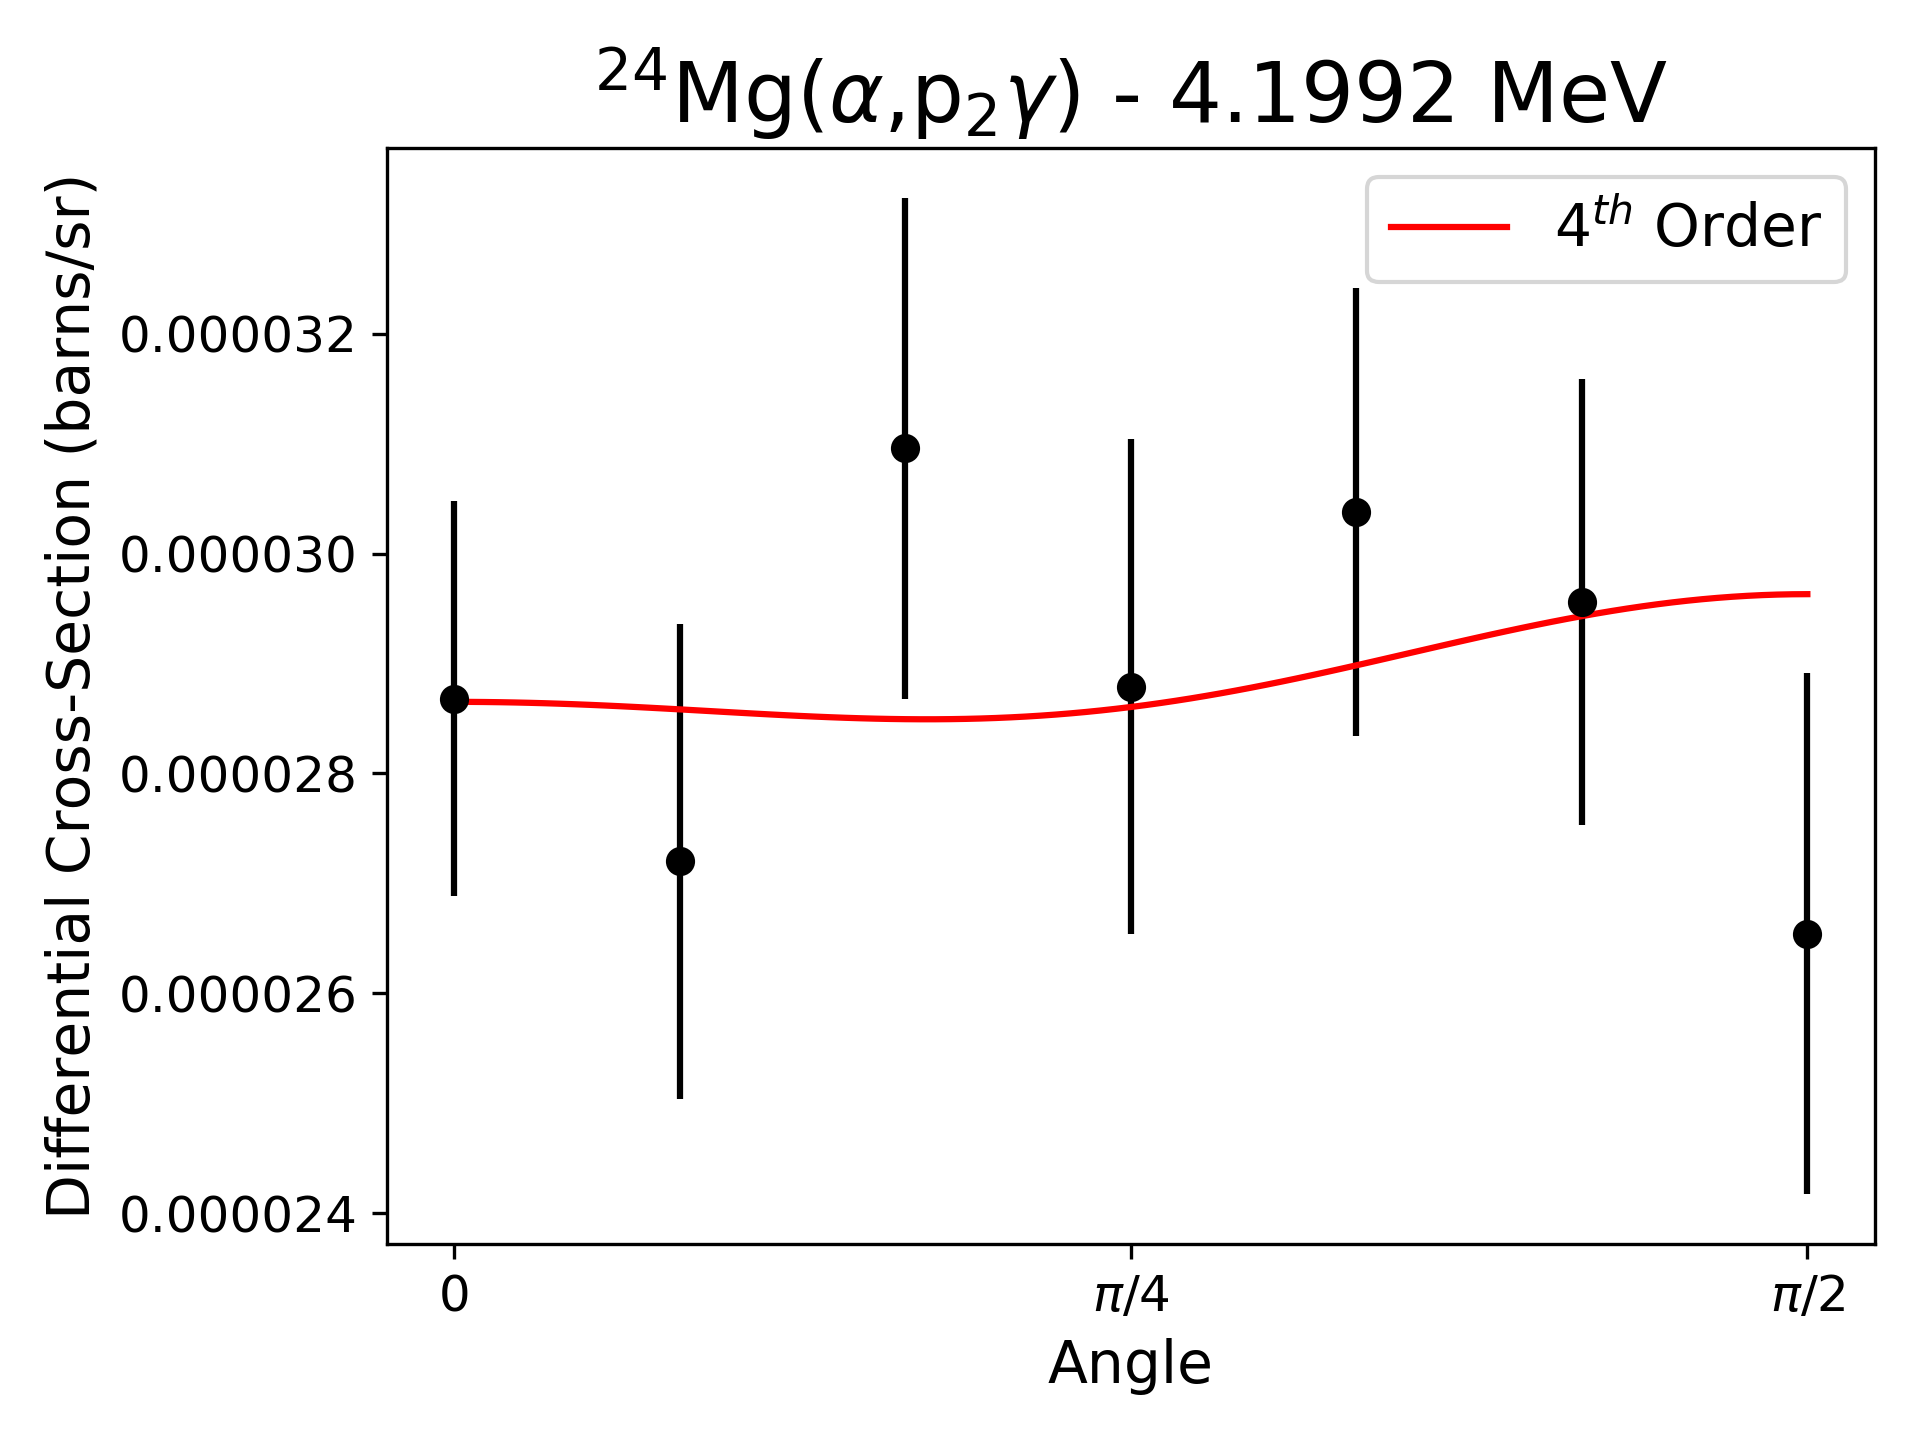 ²⁴Mg(α,p₂γ) - 4.1992 MeV
4ᵗʰ Order
Differential Cross-Section (barns/sr)
0.000032
0.000030
0.000028
0.000026
0.000024
0 π/4 π/2
Angle